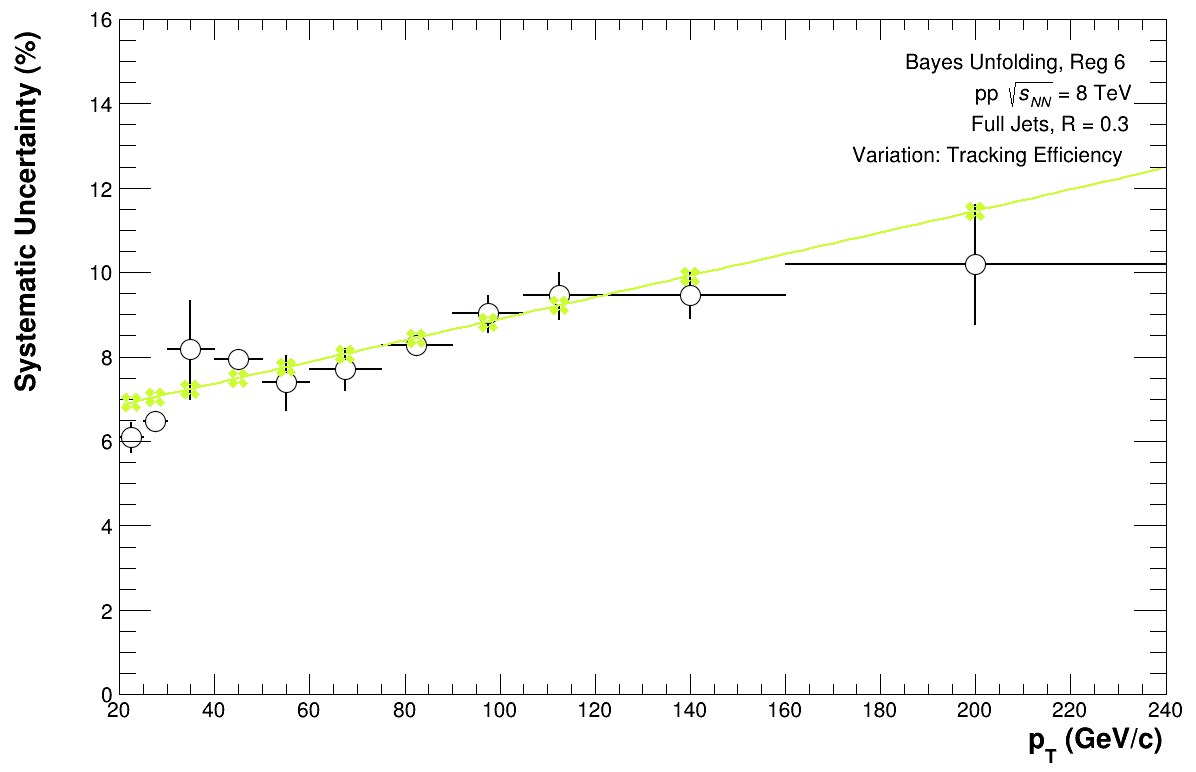 Systematic Uncertainty (%)
16
14
12
10
8
6
4
2
0
Bayes Unfolding, Reg 6
pp √sNN = 8 TeV
Full Jets, R = 0.3
Variation: Tracking Efficiency
20 40 60 80 100 120 140 160 180 200 220 240
pT (GeV/c)